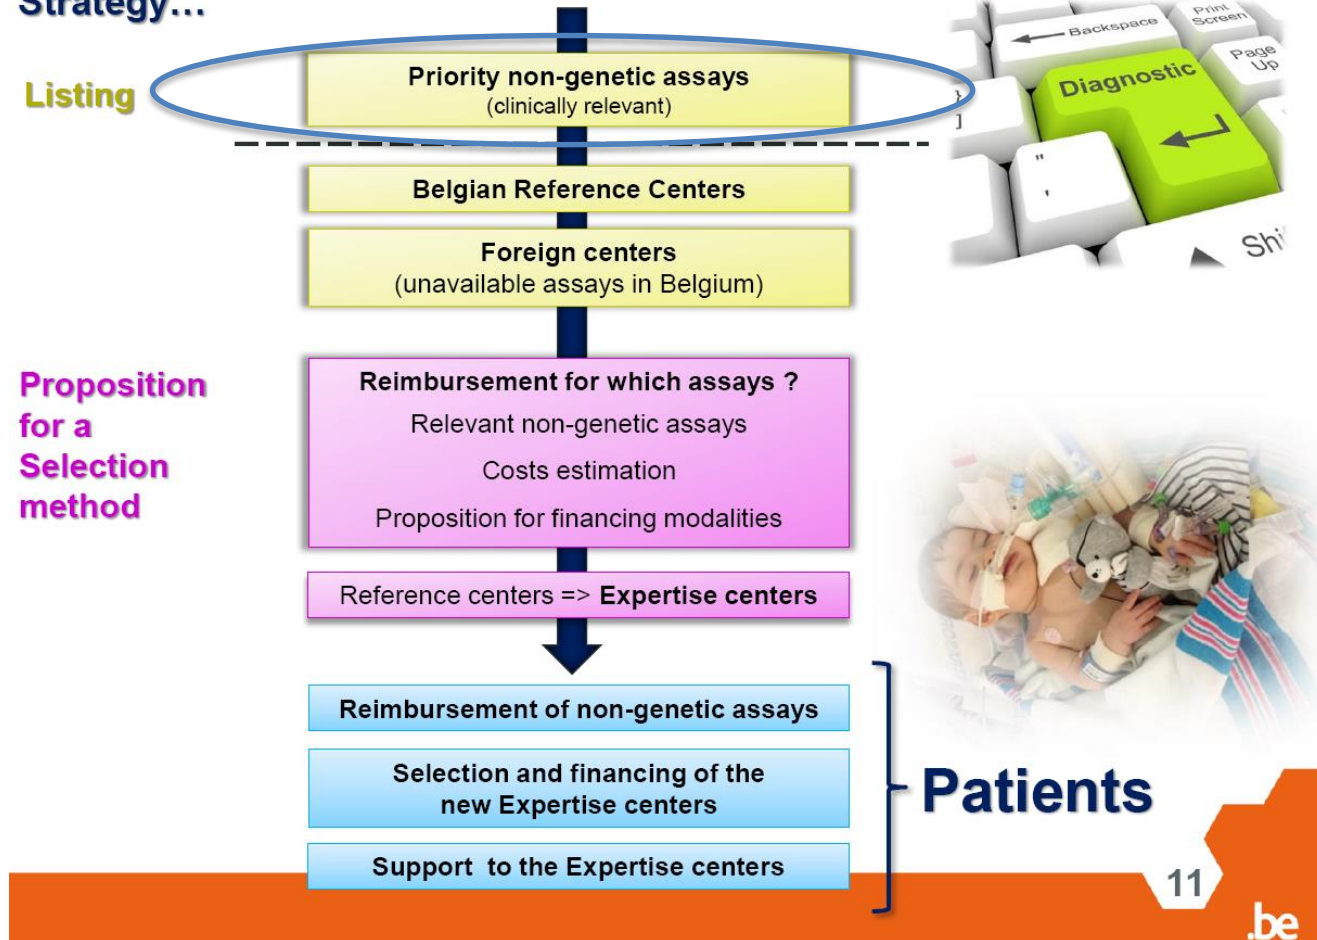 Strategy...
Listing
Priority non-genetic assays
(clinically relevant)
Belgian Reference Centers
Foreign centers
(unavailable assays in Belgium)
Proposition
for a
Selection
method
Reimbursement for which assays ?
Relevant non-genetic assays
Costs estimation
Proposition for financing modalities
Reference centers => Expertise centers
Reimbursement of non-genetic assays
Selection and financing of the
new Expertise centers
Support to the Expertise centers
Patients
Backspace
Print
Screen
Page
Up
Diagnostic
}
]
"
'
11
.be